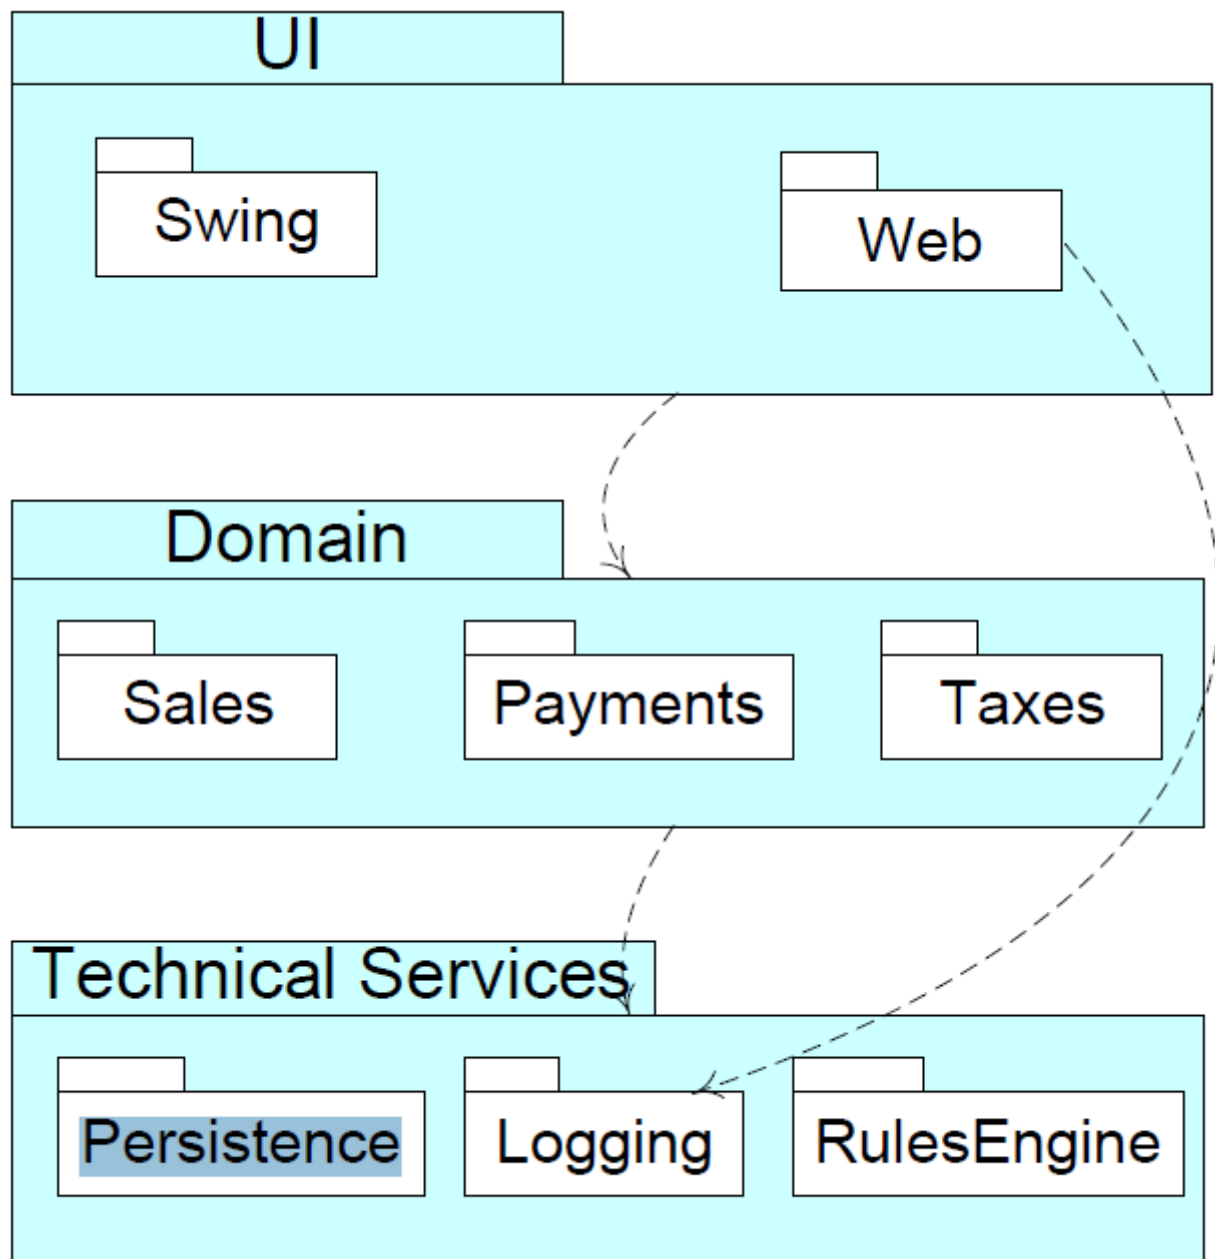 UI
Swing
Web
Domain
Sales
Payments
Taxes
Technical Services
Persistence
Logging
RulesEngine